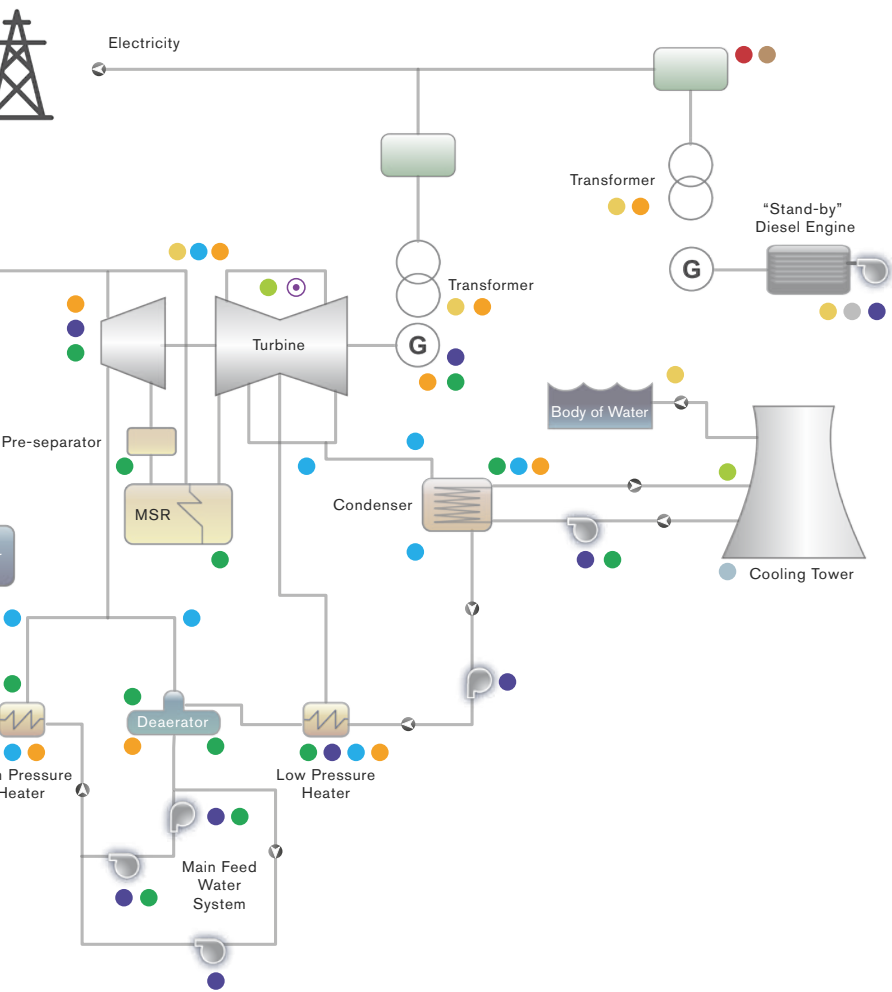 Electricity
Transformer
"Stand-by"
Diesel Engine
G
Transformer
Turbine
G
Body of Water
Pre-separator
MSR
Condenser
Cooling Tower
Deaerator
Pressure
Heater
Low Pressure
Heater
Main Feed
Water
System